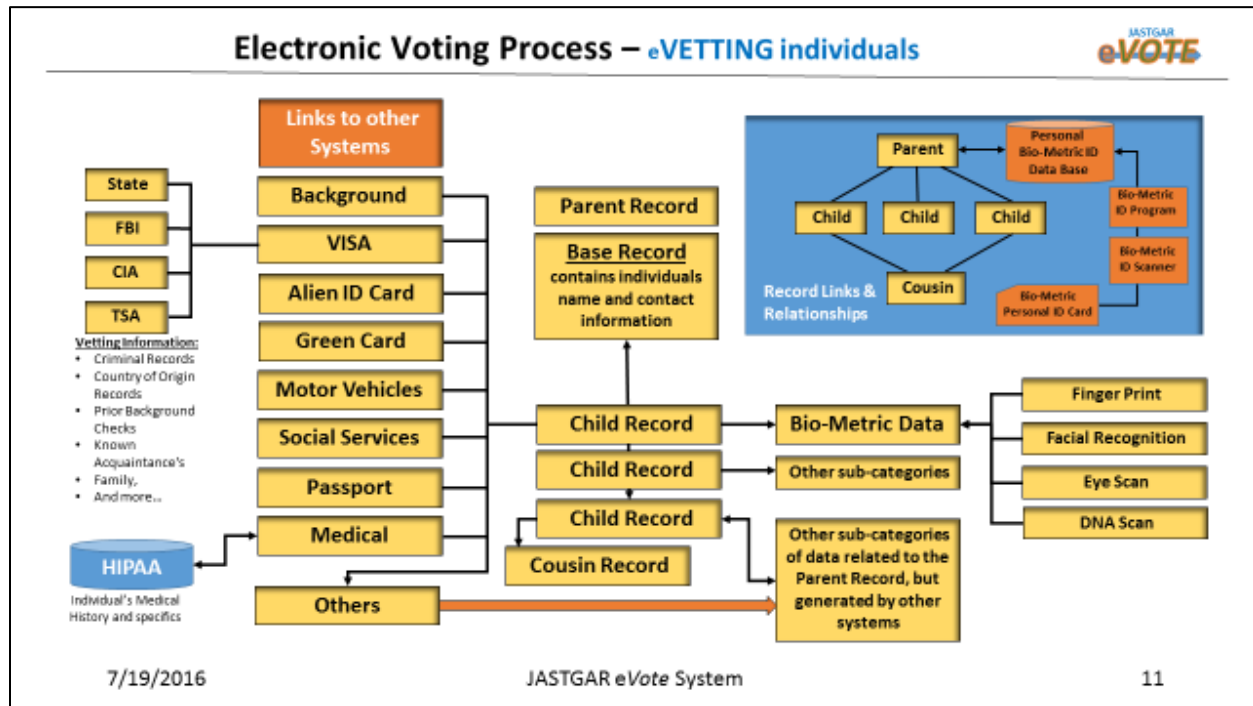 Electronic Voting Process – eVETTING individuals
JASTGAR
eVOTE
Links to other
Systems
State
FBI
CIA
TSA
Vetting Information:
• Criminal Records
• Country of Origin
Records
• Prior Background
Checks
• Known
Acquaintance's
• Family,
• And more...
HIPAA
Individual's Medical
History and specifics
Background
VISA
Alien ID Card
Green Card
Motor Vehicles
Social Services
Passport
Medical
Others
Parent Record
Base Record
contains individuals
name and contact
information
Child Record
Child Record
Child Record
Cousin Record
Parent
Child
Child
Child
Cousin
Record Links &
Relationships
Personal
Bio-Metric ID
Data Base
Bio-Metric
ID Program
Bio-Metric
ID Scanner
Bio-Metric
Personal ID Card
Bio-Metric Data
Other sub-categories
Other sub-categories
of data related to the
Parent Record, but
generated by other
systems
Finger Print
Facial Recognition
Eye Scan
DNA Scan
7/19/2016
JASTGAR eVote System
11